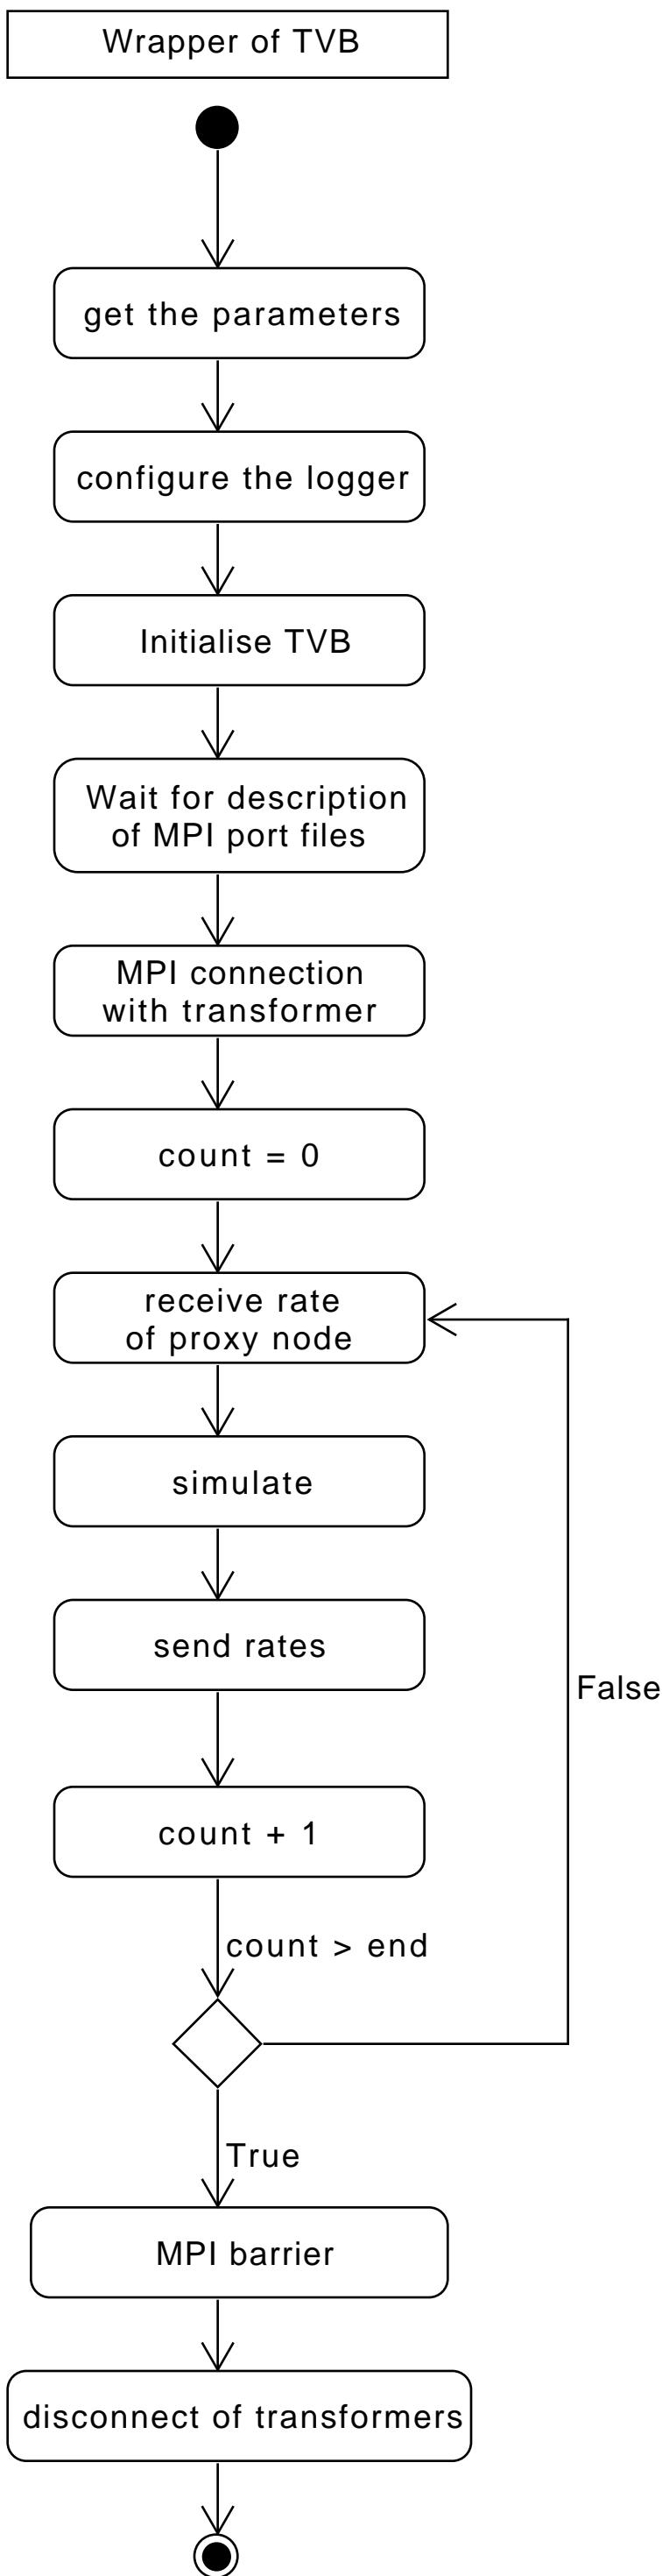 Wrapper of TVB
get the parameters
configure the logger
Initialise TVB
Wait for description
of MPI port files
MPI connection
with transformer
count = 0
receive rate
of proxy node
simulate
send rates
False
count + 1
count > end
True
MPI barrier
disconnect of transformers